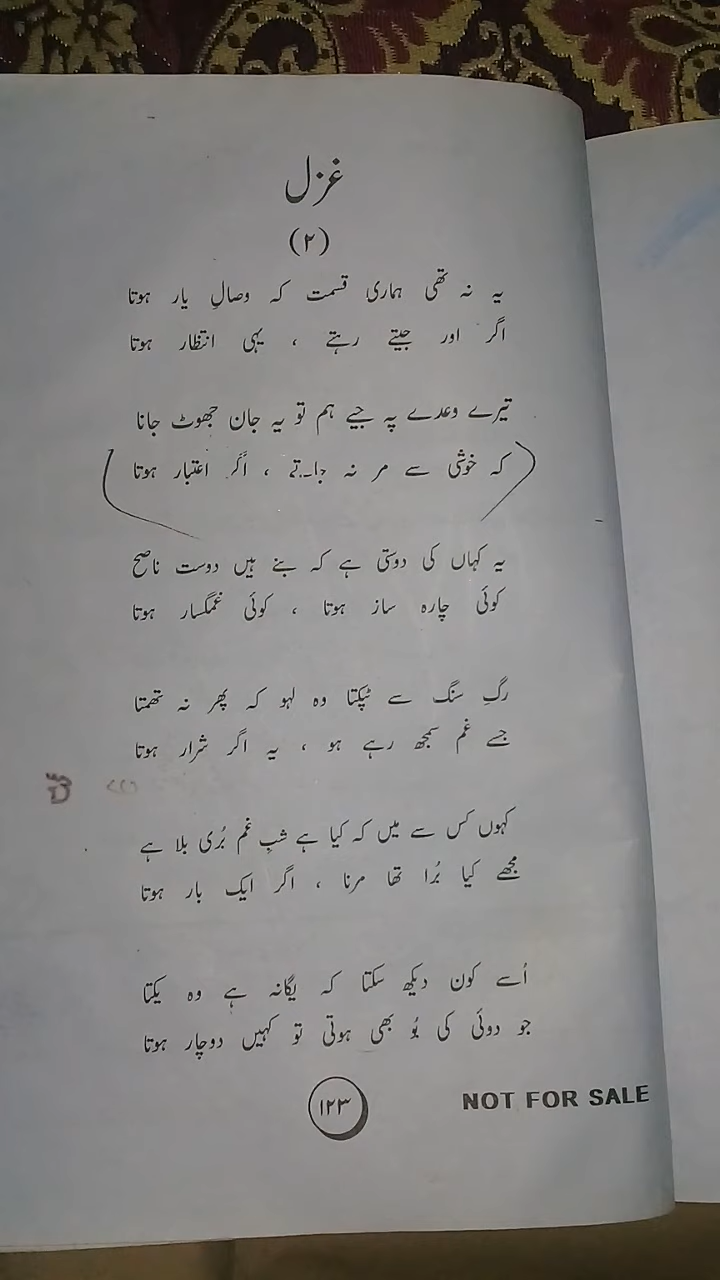 غزل
(۲)
یہ نہ تھی ہماری قسمت کہ وصالِ یار ہوتا
اگر اور جیتے رہتے ، یہی انتظار ہوتا
تیرے وعدے پہ جیے ہم تو یہ جان جھوٹ جانا
کہ خوشی سے مر نہ جاتے ، اگر اعتبار ہوتا
یہ کہاں کی دوستی ہے کہ بنے ہیں دوست ناصح
کوئی چارہ ساز ہوتا ، کوئی غمگسار ہوتا
رگِ سنگ سے ٹپکتا وہ لہو کہ پھر نہ تھمتا
جسے غم سمجھ رہے ہو ، یہ اگر شرار ہوتا
کہوں کس سے میں کہ کیا ہے شبِ غم بُری بلا ہے
مجھے کیا بُرا تھا مرنا ، اگر ایک بار ہوتا
اُسے کون دیکھ سکتا کہ یگانہ ہے وہ یکتا
جو دوئی کی بُو بھی ہوتی تو کہیں دوچار ہوتا
۱۲۳
NOT FOR SALE